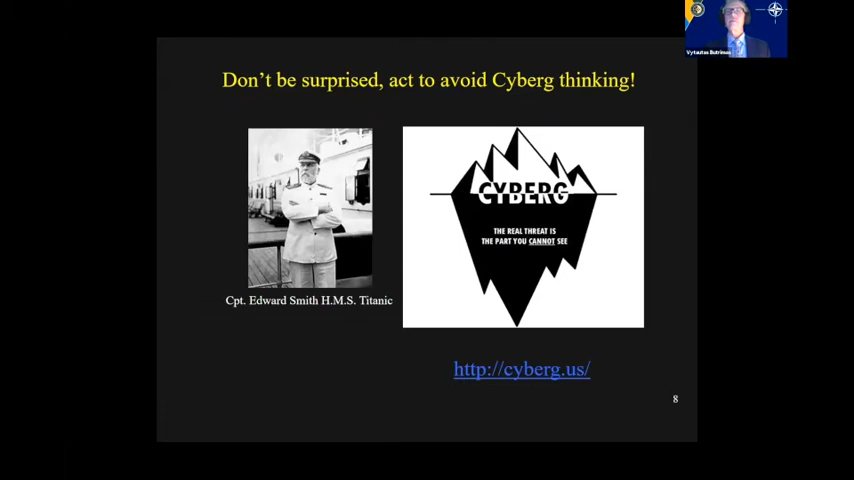 Vytautas Butrimas
Don't be surprised, act to avoid Cyberg thinking!
CYBERG
THE REAL THREAT IS
THE PART YOU CANNOT SEE
Cpt. Edward Smith H.M.S. Titanic
http://cyberg.us/
8